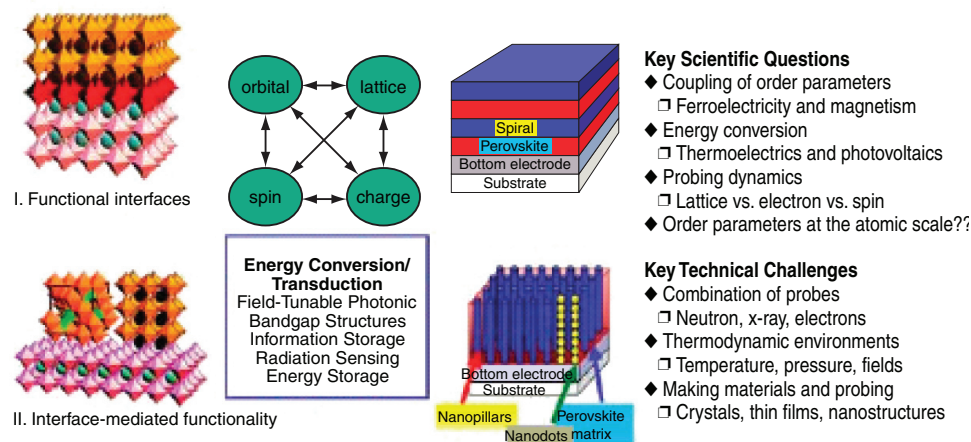 I. Functional interfaces
orbital
lattice
spin
charge
Spiral
Perovskite
Bottom electrode
Substrate
Key Scientific Questions
◆ Coupling of order parameters
❒ Ferroelectricity and magnetism
◆ Energy conversion
❒ Thermoelectrics and photovoltaics
◆ Probing dynamics
❒ Lattice vs. electron vs. spin
◆ Order parameters at the atomic scale??
II. Interface-mediated functionality
Energy Conversion/
Transduction
Field-Tunable Photonic
Bandgap Structures
Information Storage
Radiation Sensing
Energy Storage
Bottom electrode
Substrate
Nanopillars
Nanodots
Perovskite
matrix
Key Technical Challenges
◆ Combination of probes
❒ Neutron, x-ray, electrons
◆ Thermodynamic environments
❒ Temperature, pressure, fields
◆ Making materials and probing
❒ Crystals, thin films, nanostructures